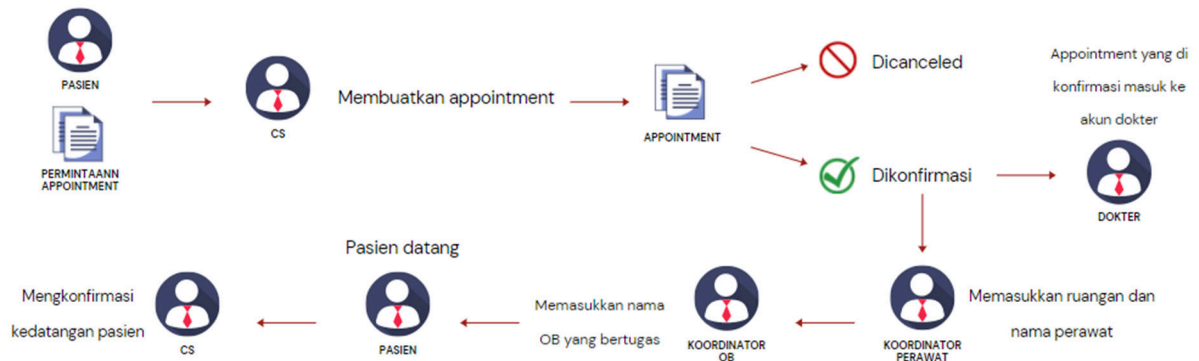 PASIEN
PERMINTAANN
APPOINTMENT
CS
Membuatkan appointment
APPOINTMENT
Dicanceled
Dikonfirmasi
Appointment yang di
konfirmasi masuk ke
akun dokter
DOKTER
KOORDINATOR
PERAWAT
Memasukkan ruangan dan
nama perawat
KOORDINATOR
OB
Memasukkan nama
OB yang bertugas
Pasien datang
PASIEN
CS
Mengkonfirmasi
kedatangan pasien